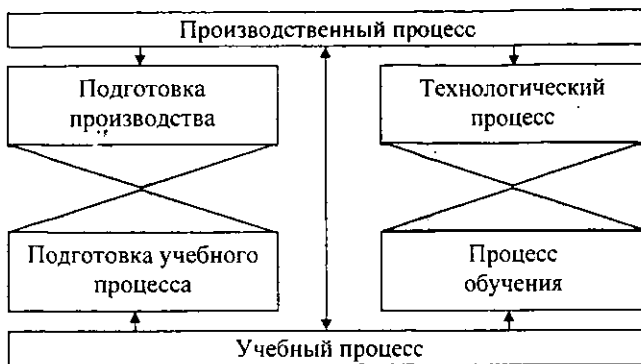 Производственный процесс
Подготовка
производства
Технологический
процесс
Подготовка учебного
процесса
Процесс
обучения
Учебный процесс